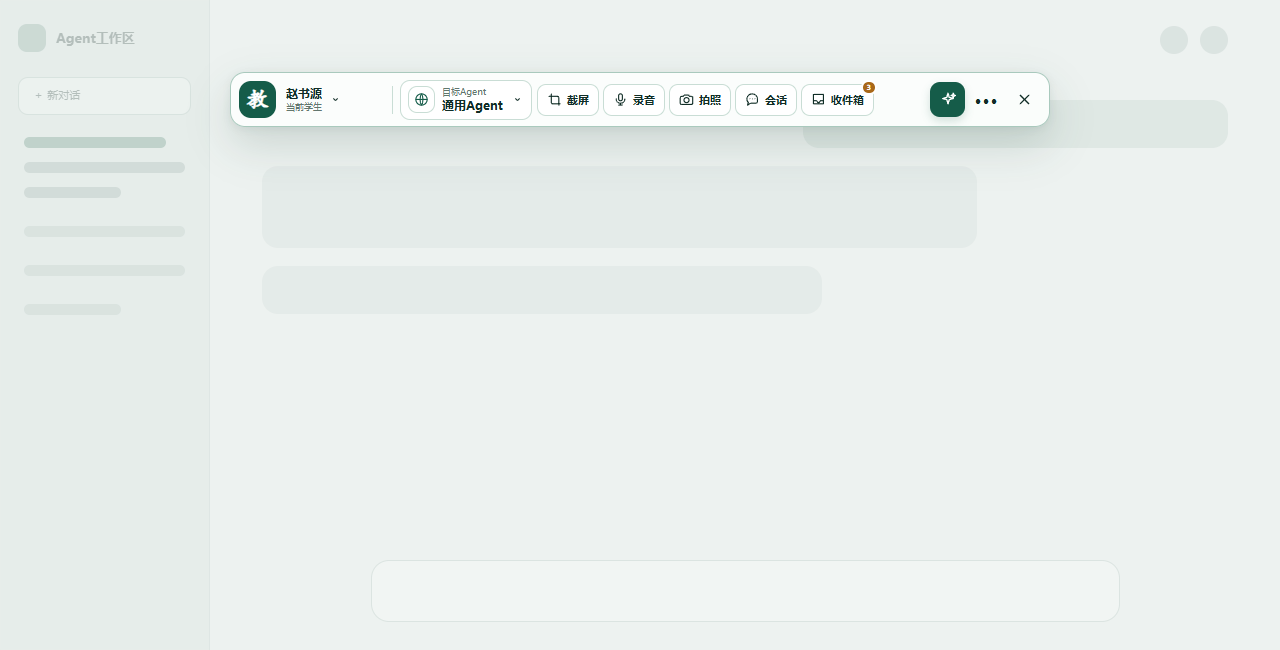 Agent工作区
+ 新对话
教
赵书源
当前学生
目标Agent
通用Agent
截屏
录音
拍照
会话
收件箱
3